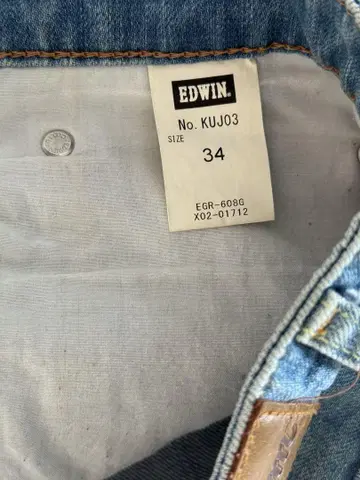 EDWIN.
No. KUJ03
SIZE
34
EGR-608G
X02-01712